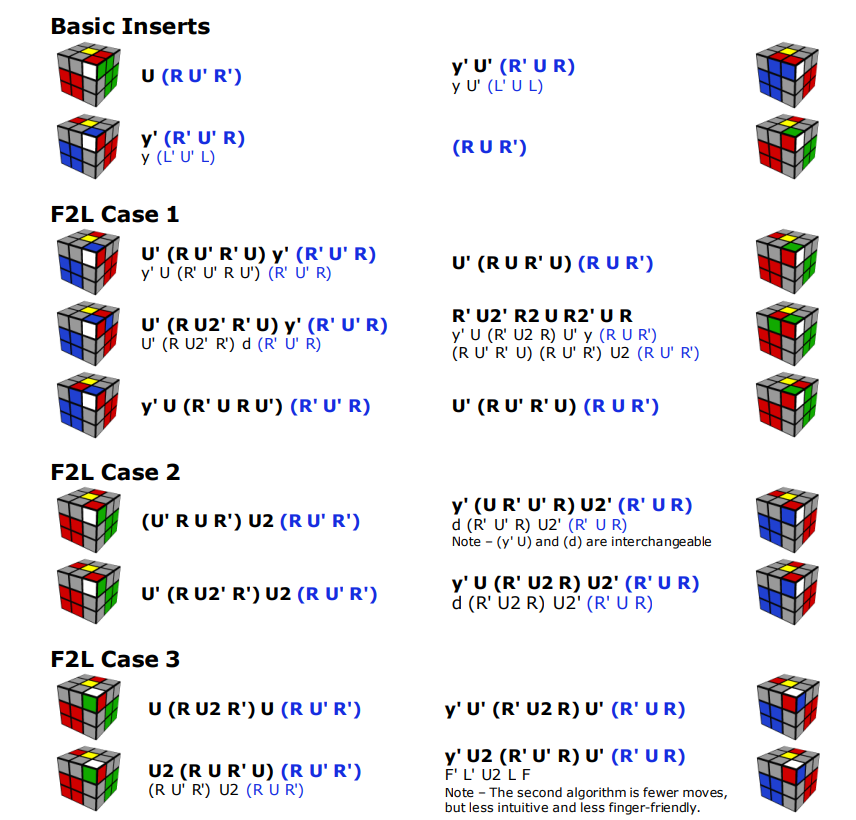 Basic Inserts
U (R U' R')
y' U' (R' U R)
y U' (L' U L)
y' (R' U' R)
y (L' U' L)
(R U R')
F2L Case 1
U' (R U' R' U) y' (R' U' R)
y' U (R' U' R U') (R' U' R)
U' (R U R' U) (R U R')
U' (R U2' R' U) y' (R' U' R)
U' (R U2' R') d (R' U' R)
R' U2' R2 U R2' U R
y' U (R' U2 R) U' y (R U R')
(R U' R' U) (R U' R') U2 (R U' R')
y' U (R' U R U') (R' U' R)
U' (R U' R' U) (R U R')
F2L Case 2
(U' R U R') U2 (R U' R')
y' (U R' U' R) U2' (R' U R)
d (R' U' R) U2' (R' U R)
Note – (y' U) and (d) are interchangeable
U' (R U2' R') U2 (R U' R')
y' U (R' U2 R) U2' (R' U R)
d (R' U2 R) U2' (R' U R)
F2L Case 3
U (R U2 R') U (R U' R')
y' U' (R' U2 R) U' (R' U R)
U2 (R U R' U) (R U' R')
(R U' R') U2 (R U R')
y' U2 (R' U' R) U' (R' U R)
F' L' U2 L F
Note – The second algorithm is fewer moves,
but less intuitive and less finger-friendly.